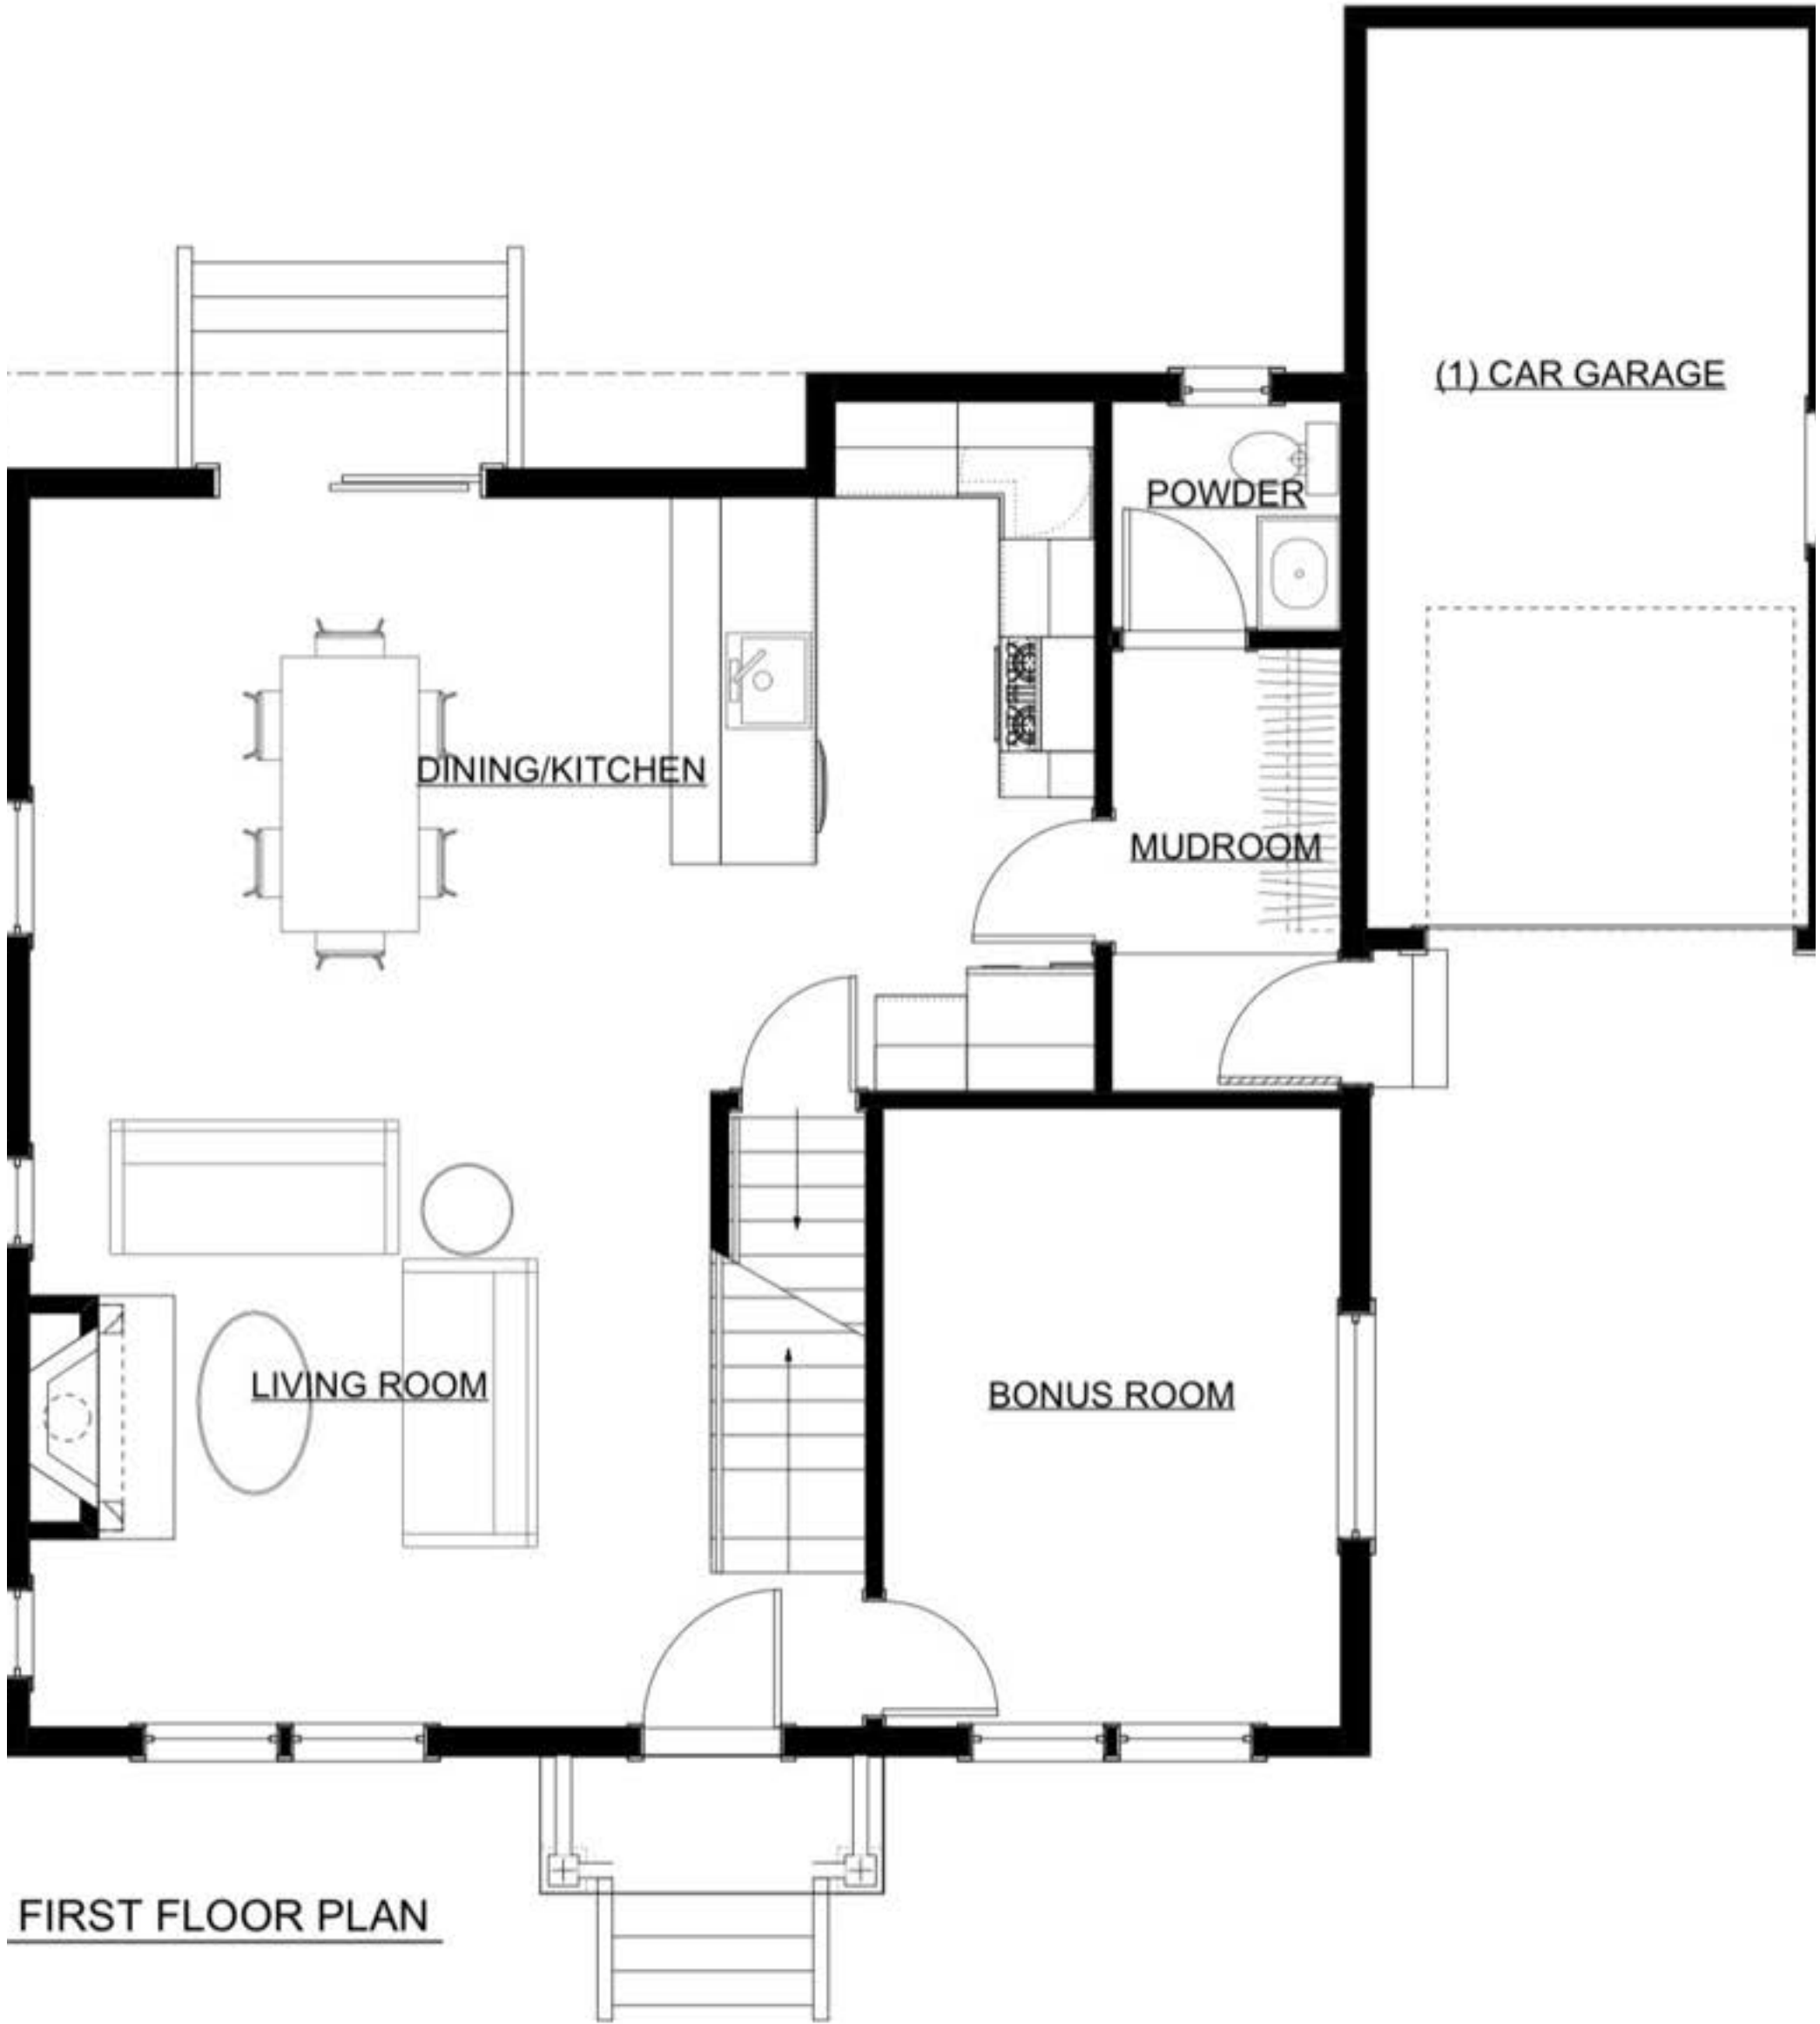 (1) CAR GARAGE
POWDER
DINING/KITCHEN
MUDROOM
LIVING ROOM
BONUS ROOM
FIRST FLOOR PLAN